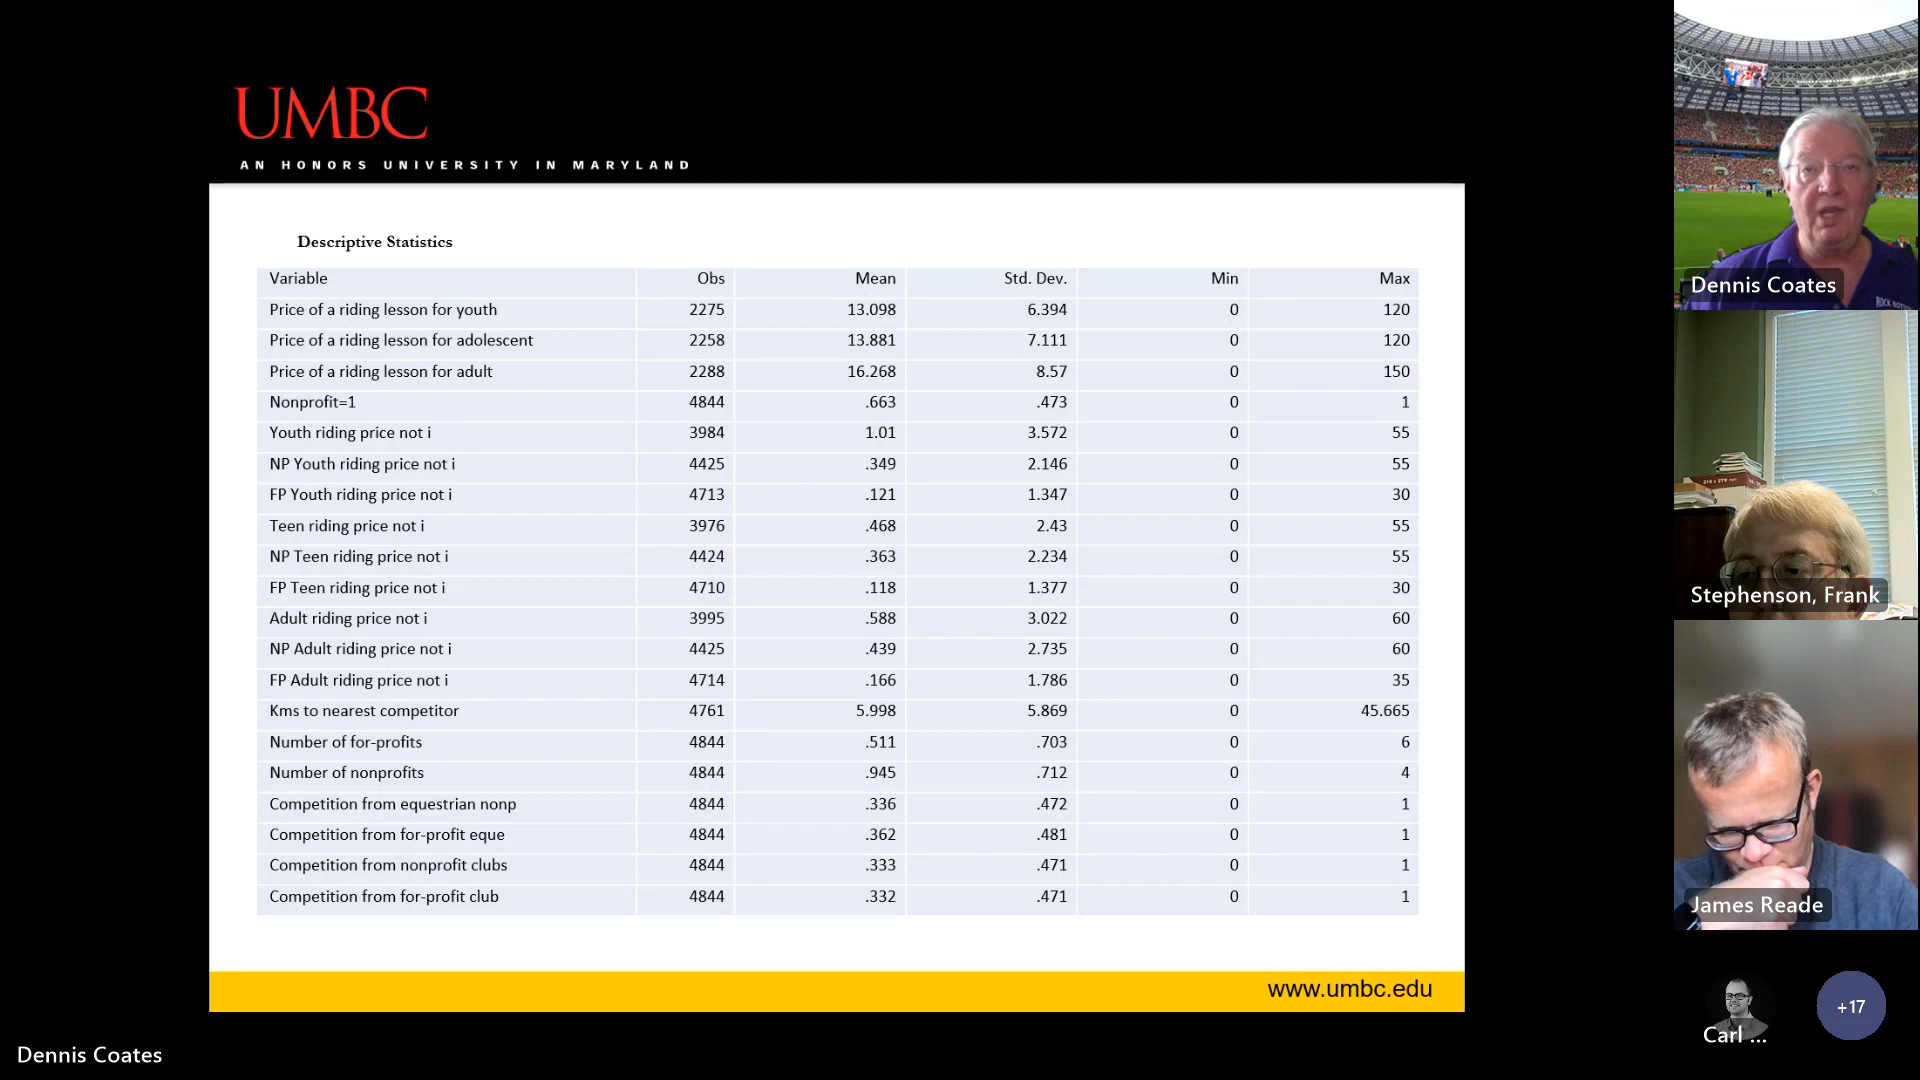 UMBC
AN HONORS UNIVERSITY IN MARYLAND
Descriptive Statistics
Variable Obs Mean Std. Dev. Min Max
Price of a riding lesson for youth 2275 13.098 6.394 0 120
Price of a riding lesson for adolescent 2258 13.881 7.111 0 120
Price of a riding lesson for adult 2288 16.268 8.57 0 150
Nonprofit=1 4844 .663 .473 0 1
Youth riding price not i 3984 1.01 3.572 0 55
NP Youth riding price not i 4425 .349 2.146 0 55
FP Youth riding price not i 4713 .121 1.347 0 30
Teen riding price not i 3976 .468 2.43 0 55
NP Teen riding price not i 4424 .363 2.234 0 55
FP Teen riding price not i 4710 .118 1.377 0 30
Adult riding price not i 3995 .588 3.022 0 60
NP Adult riding price not i 4425 .439 2.735 0 60
FP Adult riding price not i 4714 .166 1.786 0 35
Kms to nearest competitor 4761 5.998 5.869 0 45.665
Number of for-profits 4844 .511 .703 0 6
Number of nonprofits 4844 .945 .712 0 4
Competition from equestrian nonp 4844 .336 .472 0 1
Competition from for-profit eque 4844 .362 .481 0 1
Competition from nonprofit clubs 4844 .333 .471 0 1
Competition from for-profit club 4844 .332 .471 0 1
www.umbc.edu
Dennis Coates
Dennis Coates
Stephenson, Frank
James Reade
Carl ...
+17